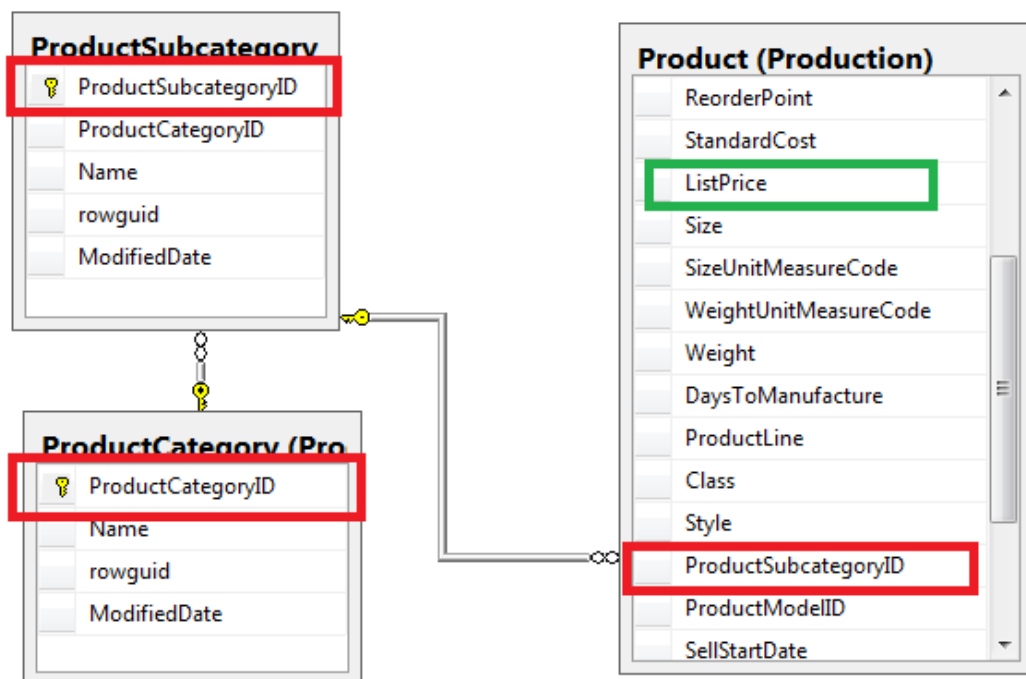 ProductSubcategory
ProductSubcategoryID
ProductCategoryID
Name
rowguid
ModifiedDate
ProductCategory (Pro
ProductCategoryID
Name
rowguid
ModifiedDate
Product (Production)
ReorderPoint
StandardCost
ListPrice
Size
SizeUnitMeasureCode
WeightUnitMeasureCode
Weight
DaysToManufacture
ProductLine
Class
Style
ProductSubcategoryID
ProductModelID
SellStartDate